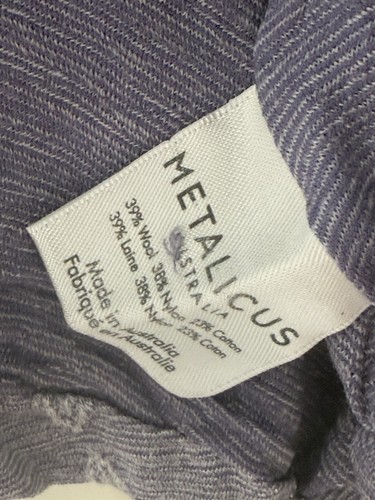 METALICUS
AUSTRALIA
39% Wool 38% Nylon 23% Cotton
39% Laine 38% Nylon 23% Coton
Made in Australia
Fabrique en Australie